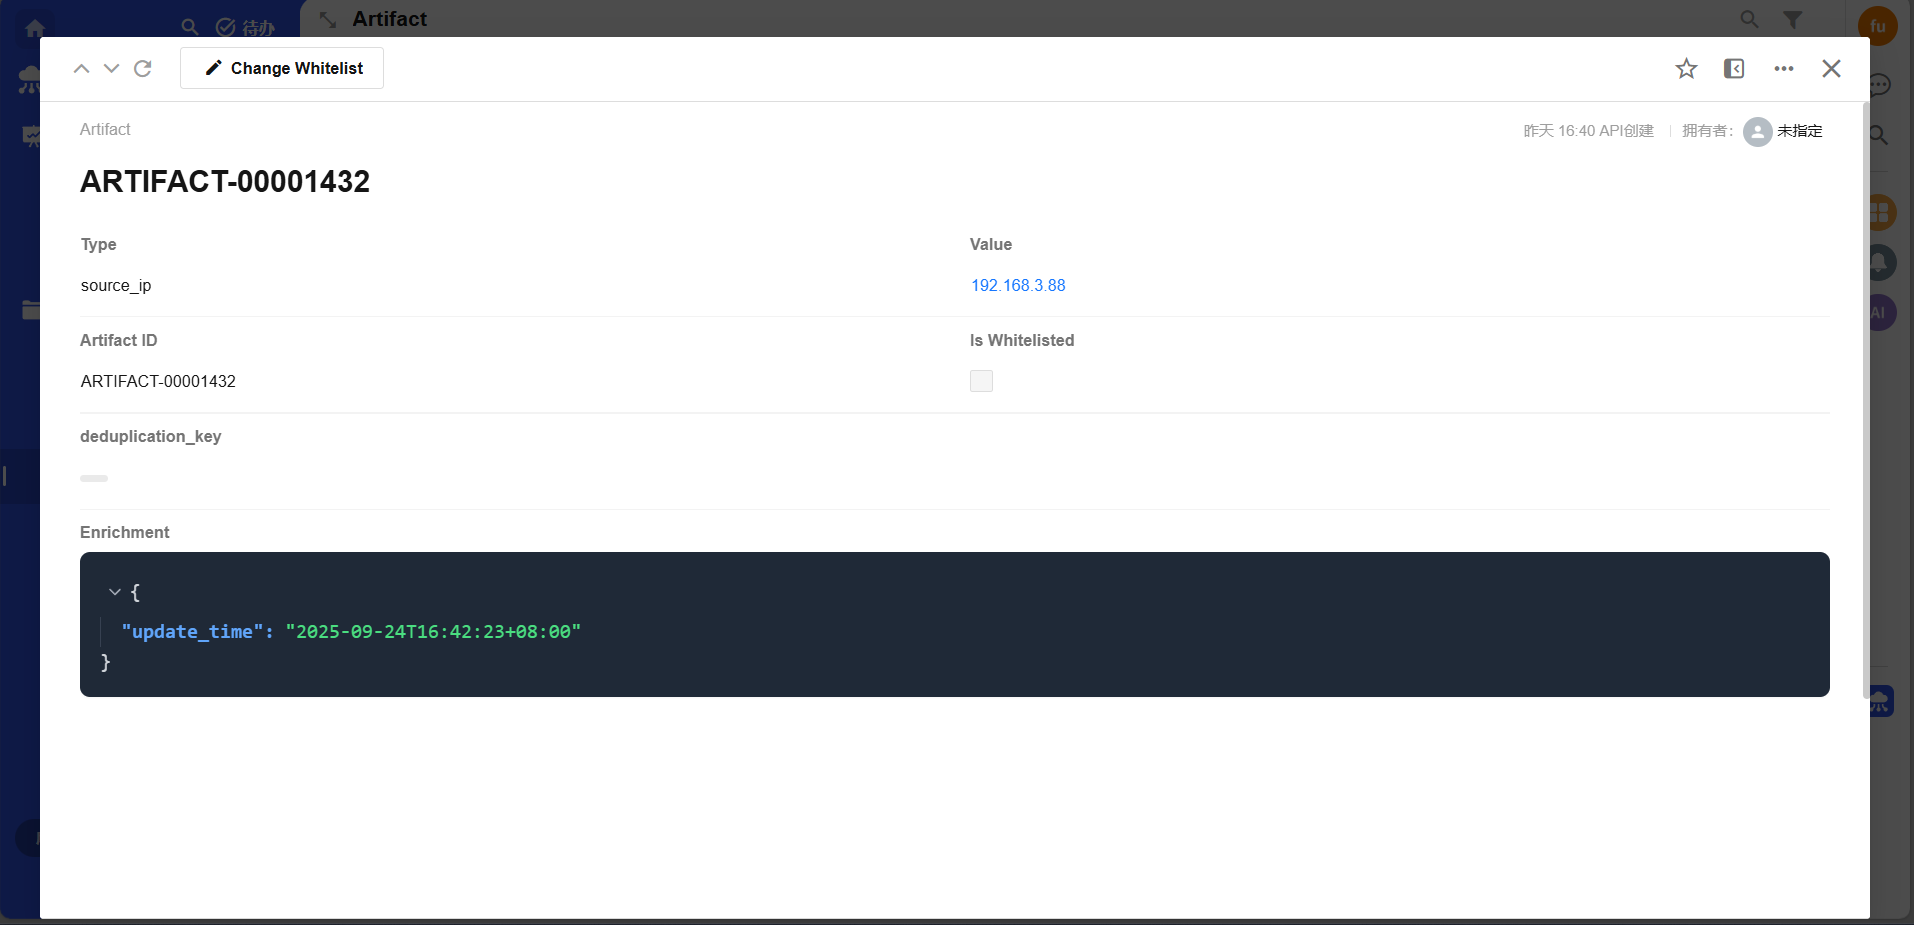 待办
Artifact
fu
Change Whitelist
Artifact
昨天 16:40 API创建
拥有者：
未指定
ARTIFACT-00001432
Type
Value
source_ip
192.168.3.88
AI
Artifact ID
Is Whitelisted
ARTIFACT-00001432
deduplication_key
Enrichment
{
"update_time": "2025-09-24T16:42:23+08:00"
}